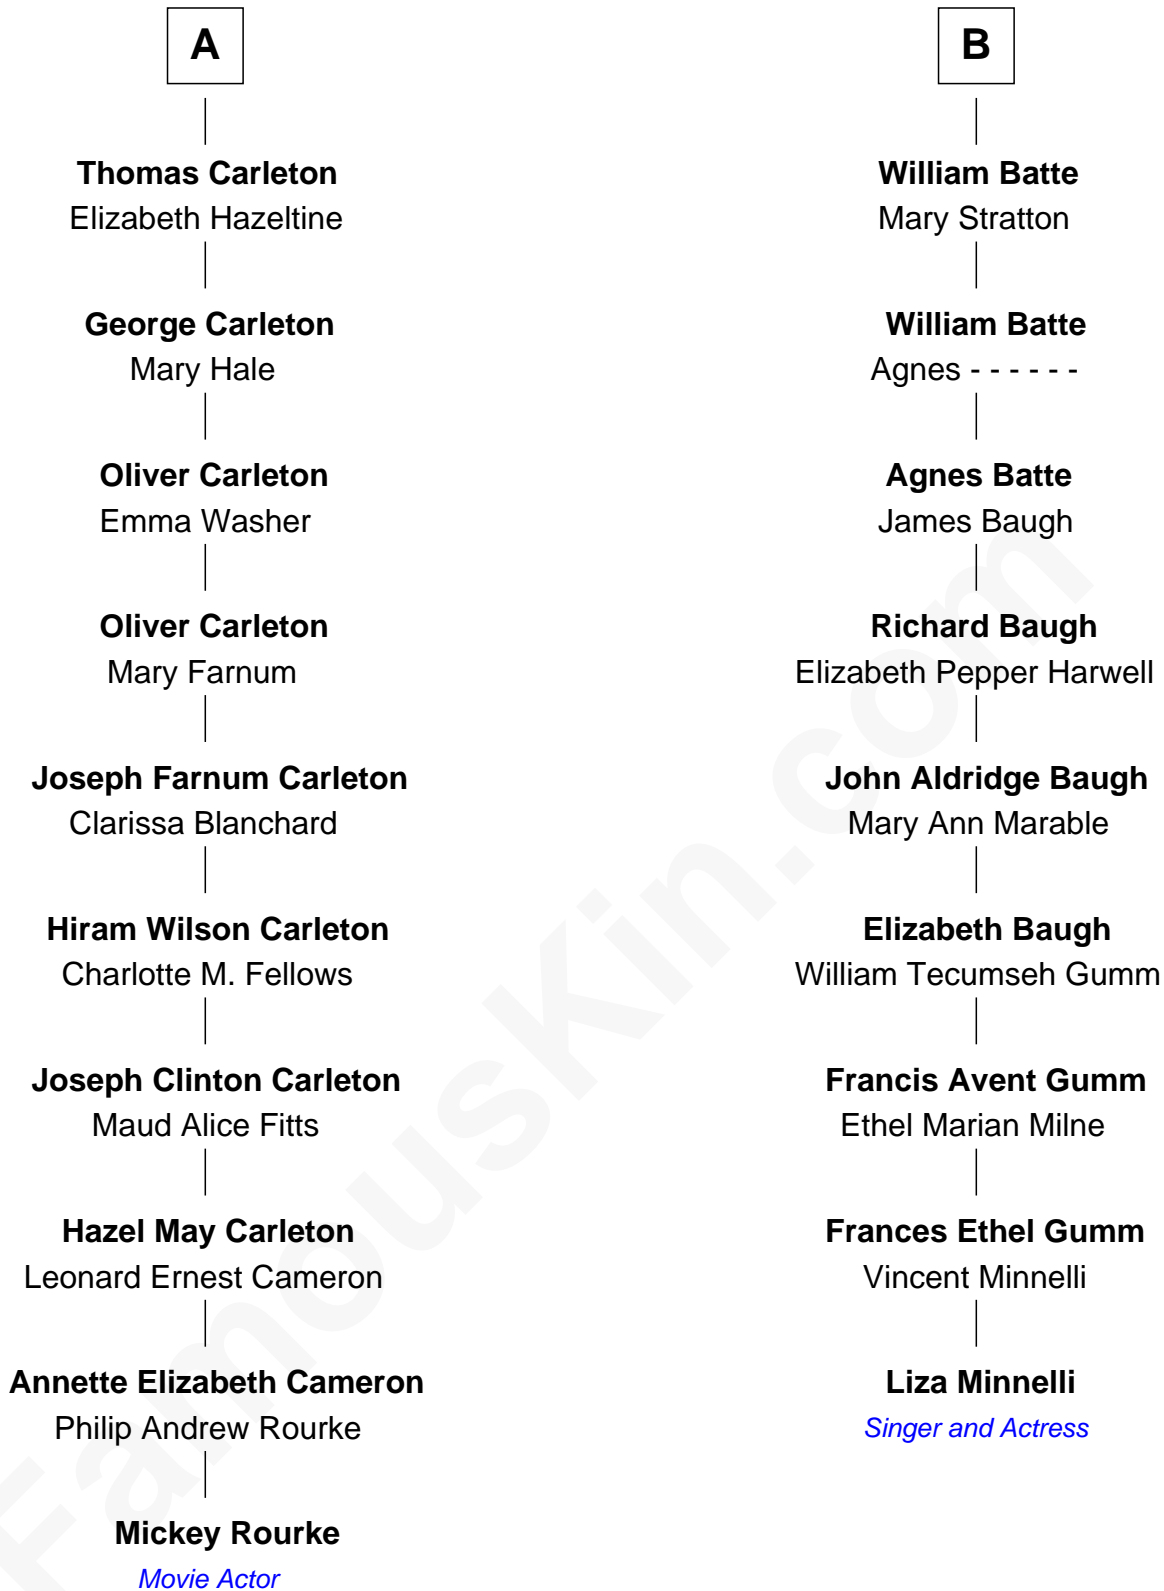 A
Thomas Carleton
Elizabeth Hazeltine
George Carleton
Mary Hale
Oliver Carleton
Emma Washer
Oliver Carleton
Mary Farnum
Joseph Farnum Carleton
Clarissa Blanchard
Hiram Wilson Carleton
Charlotte M. Fellows
Joseph Clinton Carleton
Maud Alice Fitts
Hazel May Carleton
Leonard Ernest Cameron
Annette Elizabeth Cameron
Philip Andrew Rourke
Mickey Rourke
Movie Actor
B
William Batte
Mary Stratton
William Batte
Agnes - - - - - -
Agnes Batte
James Baugh
Richard Baugh
Elizabeth Pepper Harwell
John Aldridge Baugh
Mary Ann Marable
Elizabeth Baugh
William Tecumseh Gumm
Francis Avent Gumm
Ethel Marian Milne
Frances Ethel Gumm
Vincent Minnelli
Liza Minnelli
Singer and Actress
FamousKin.com